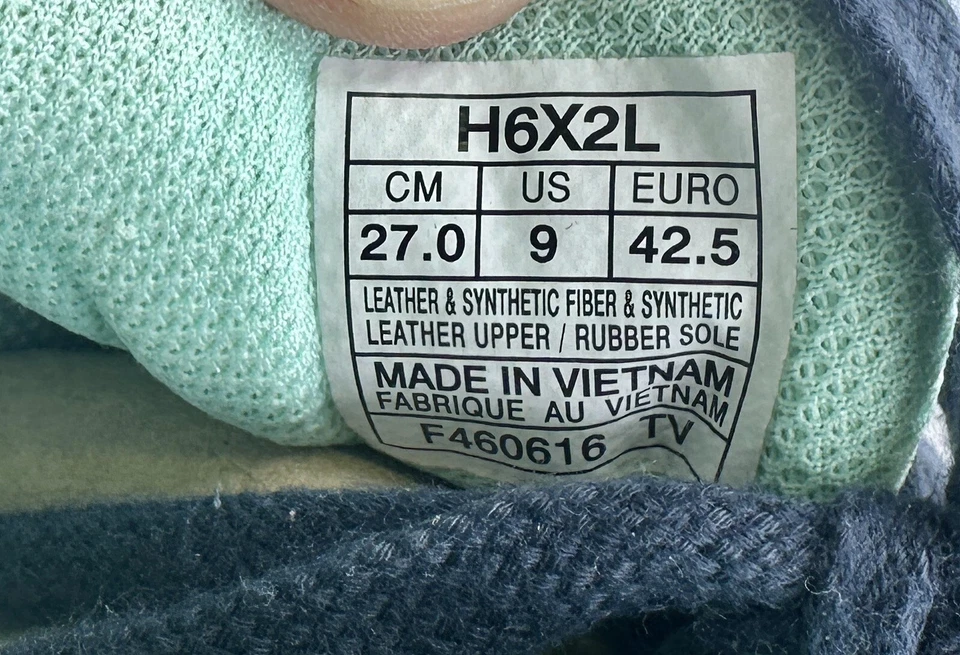 H6X2L
CM US EURO
27.0 9 42.5
LEATHER & SYNTHETIC FIBER & SYNTHETIC
LEATHER UPPER / RUBBER SOLE
MADE IN VIETNAM
FABRIQUE AU VIETNAM
F460616 TV